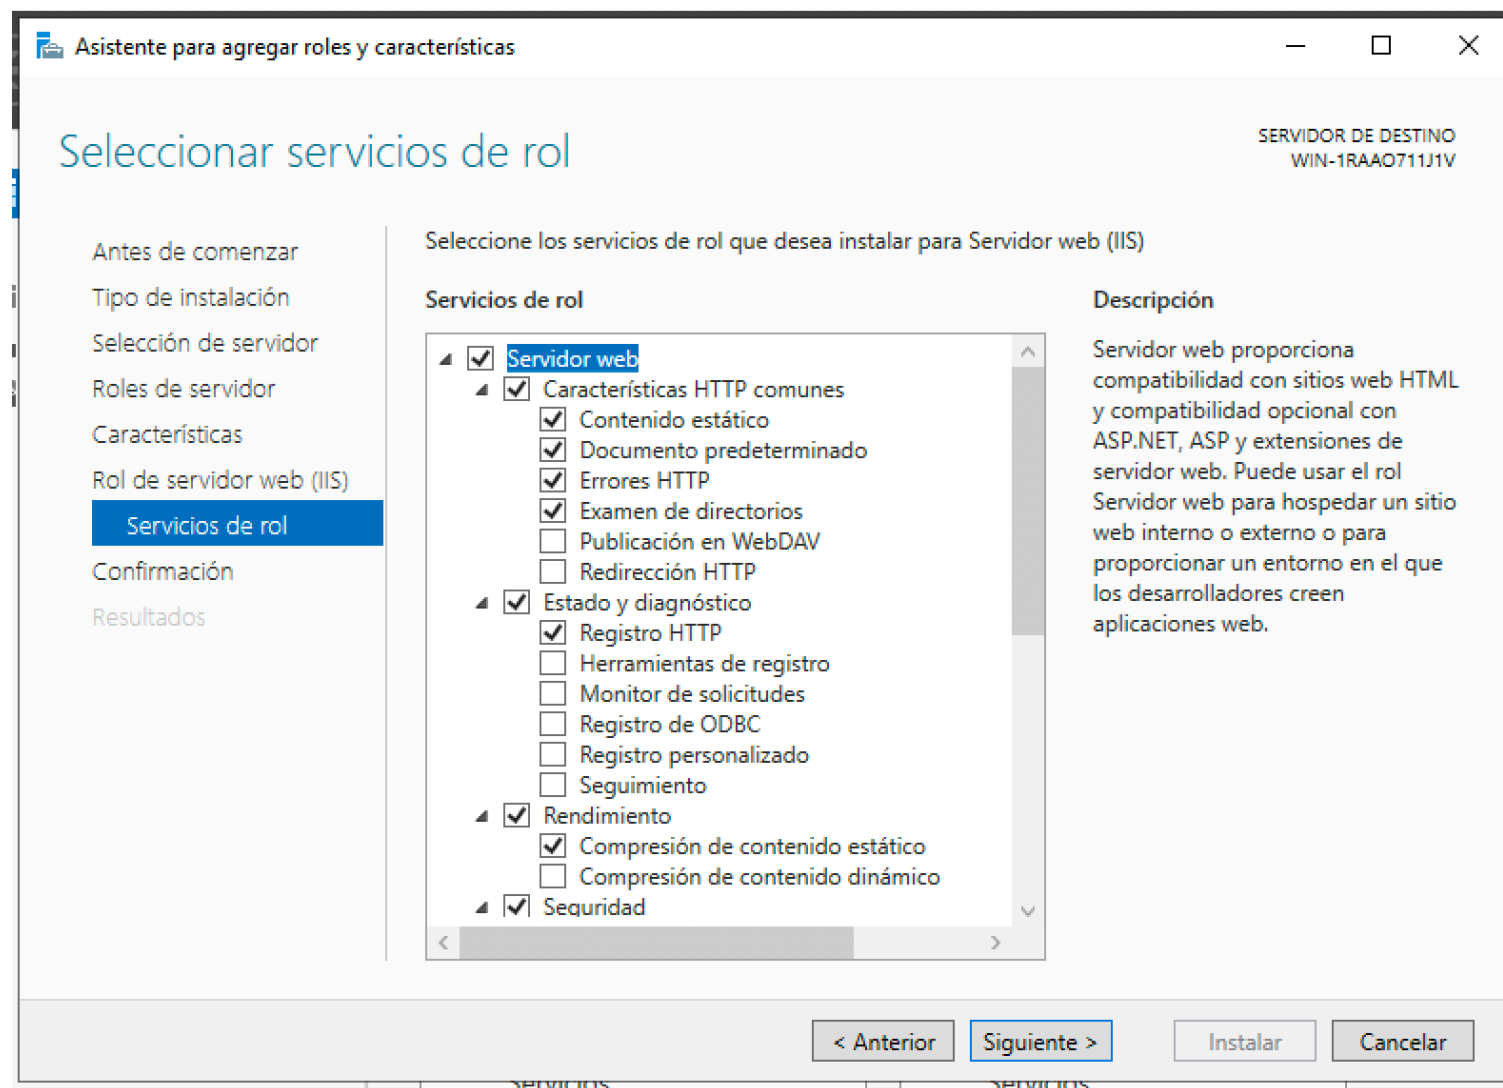 Asistente para agregar roles y características
Seleccionar servicios de rol
SERVIDOR DE DESTINO
WIN-1RAAO711J1V
Antes de comenzar
Tipo de instalación
Selección de servidor
Roles de servidor
Características
Rol de servidor web (IIS)
Servicios de rol
Confirmación
Resultados
Seleccione los servicios de rol que desea instalar para Servidor web (IIS)
Servicios de rol
Servidor web
Características HTTP comunes
Contenido estático
Documento predeterminado
Errores HTTP
Examen de directorios
Publicación en WebDAV
Redirección HTTP
Estado y diagnóstico
Registro HTTP
Herramientas de registro
Monitor de solicitudes
Registro de ODBC
Registro personalizado
Seguimiento
Rendimiento
Compresión de contenido estático
Compresión de contenido dinámico
Seguridad
Descripción
Servidor web proporciona
compatibilidad con sitios web HTML
y compatibilidad opcional con
ASP.NET, ASP y extensiones de
servidor web. Puede usar el rol
Servidor web para hospedar un sitio
web interno o externo o para
proporcionar un entorno en el que
los desarrolladores creen
aplicaciones web.
< Anterior
Siguiente >
Instalar
Cancelar
Servicios
Servicios